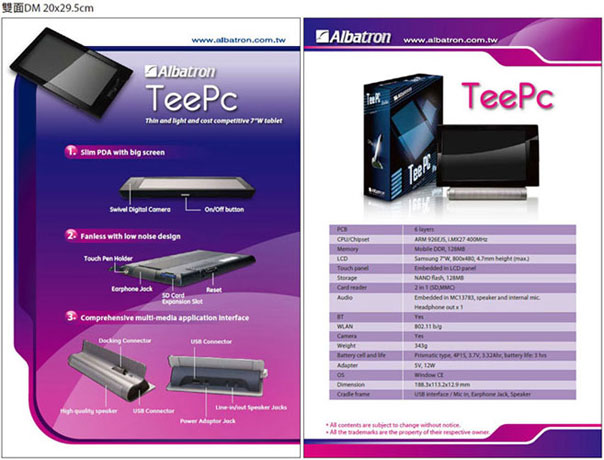 雙面DM 20x29.5cm
www.albatron.com.tw
Albatron
TeePc
Thin and light and cost competitive 7"W tablet
1. Slim PDA with big screen
Swivel Digital Camera
On/Off button
2- Fanless with low noise design
Touch Pen Holder
Earphone Jack
SD Card
Expansion Slot
Reset
3- Comprehensive multi-media application interface
Docking Connector
USB Connector
High-quality speaker
USB Connector
Power Adaptor Jack
Line-in/out Speaker Jacks
Albatron
www.albatron.com.tw
TeePc
TeePc
Tee Pc
Albatron
PCB 6 layers
CPU/Chipset ARM 926EJS, i.MX27 400MHz
Memory Mobile DDR, 128MB
LCD Samsung 7"W, 800x480, 4.7mm height (max.)
Touch panel Embedded in LCD panel
Storage NAND flash, 128MB
Card reader 2 in 1 (SD,MMC)
Audio Embedded in MC13783, speaker and internal mic.
Headphone out x 1
BT Yes
WLAN 802.11 b/g
Camera Yes
Weight 343g
Battery cell and life Prismatic type, 4P1S, 3.7V, 3.32Ahr, battery life: 3 hrs
Adapter 5V, 12W
OS Window CE
Dimension 188.3x113.2x12.9 mm
Cradle frame USB interface / Mic in, Earphone Jack, Speaker
• All contents are subject to change without notice.
• All the trademarks are the property of their respective owner.